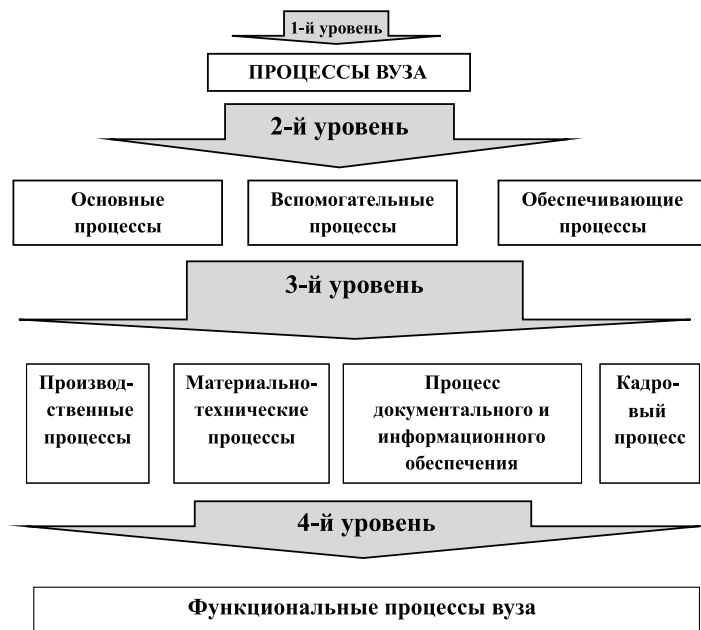 1-й уровень
ПРОЦЕССЫ ВУЗА
2-й уровень
Основные
процессы
Вспомогательные
процессы
Обеспечивающие
процессы
3-й уровень
Производ-
ственные
процессы
Материально-
технические
процессы
Процесс
документального и
информационного
обеспечения
Кадро-
вый
процесс
4-й уровень
Функциональные процессы вуза